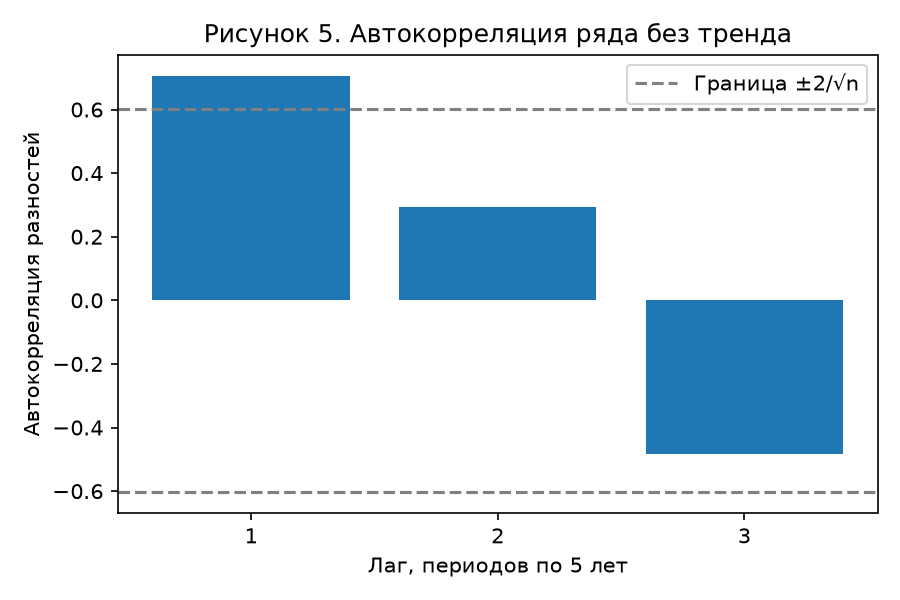 Рисунок 5. Автокорреляция ряда без тренда
Граница ±2/√n
Автокорреляция разностей
0.6
0.4
0.2
0.0
−0.2
−0.4
−0.6
1
2
3
Лаг, периодов по 5 лет